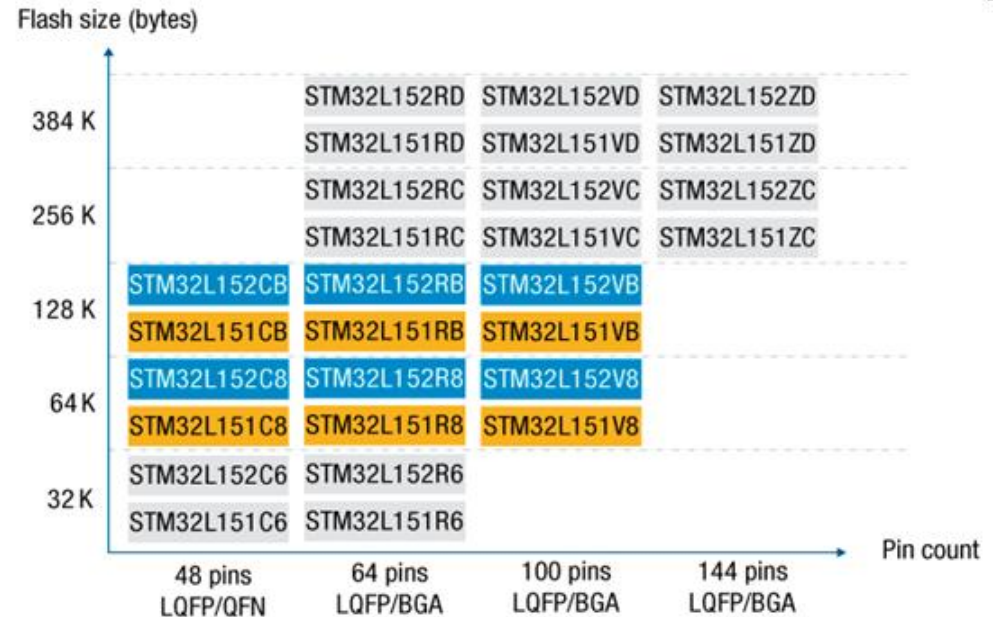 Flash size (bytes)
STM32L152RD STM32L152VD STM32L152ZD
384 K
STM32L151RD STM32L151VD STM32L151ZD
STM32L152RC STM32L152VC STM32L152ZC
256 K
STM32L151RC STM32L151VC STM32L151ZC
STM32L152CB STM32L152RB STM32L152VB
128 K
STM32L151CB STM32L151RB STM32L151VB
STM32L152C8 STM32L152R8 STM32L152V8
64 K
STM32L151C8 STM32L151R8 STM32L151V8
STM32L152C6 STM32L152R6
32 K
STM32L151C6 STM32L151R6
Pin count
48 pins 64 pins 100 pins 144 pins
LQFP/QFN LQFP/BGA LQFP/BGA LQFP/BGA